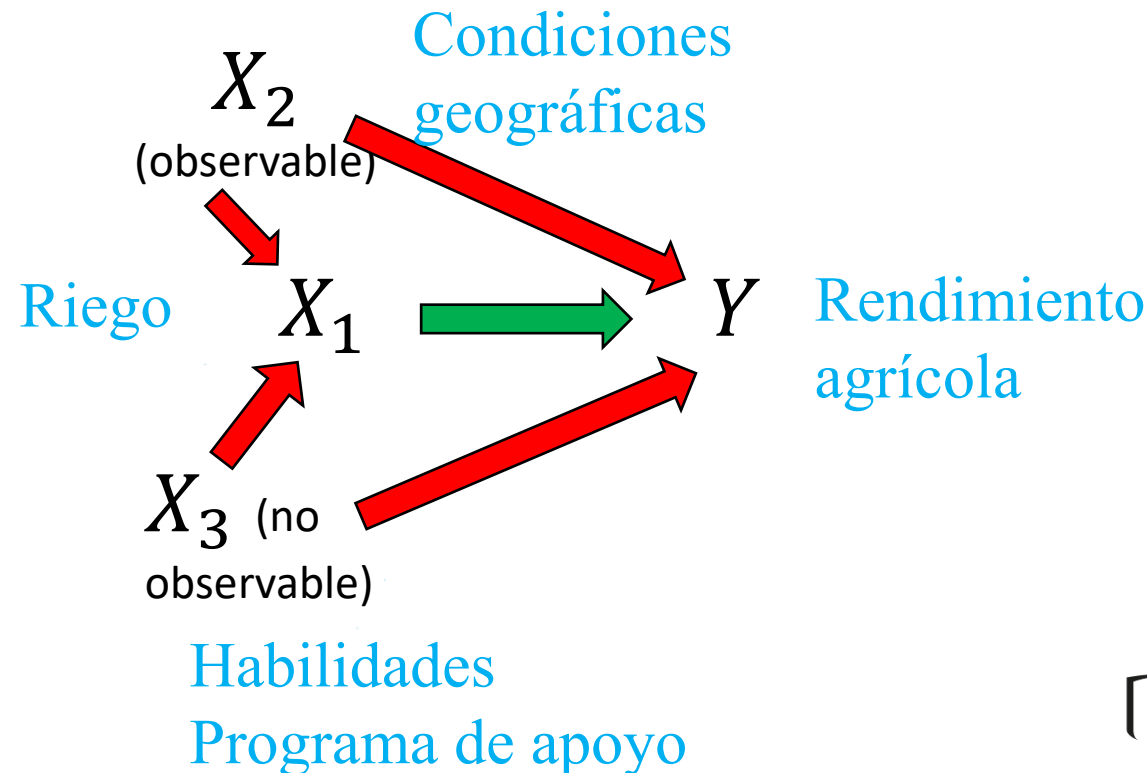 Condiciones
geográficas
X₂
(observable)
Riego
X₁
Y
Rendimiento
agrícola
X₃ (no
observable)
Habilidades
Programa de apoyo